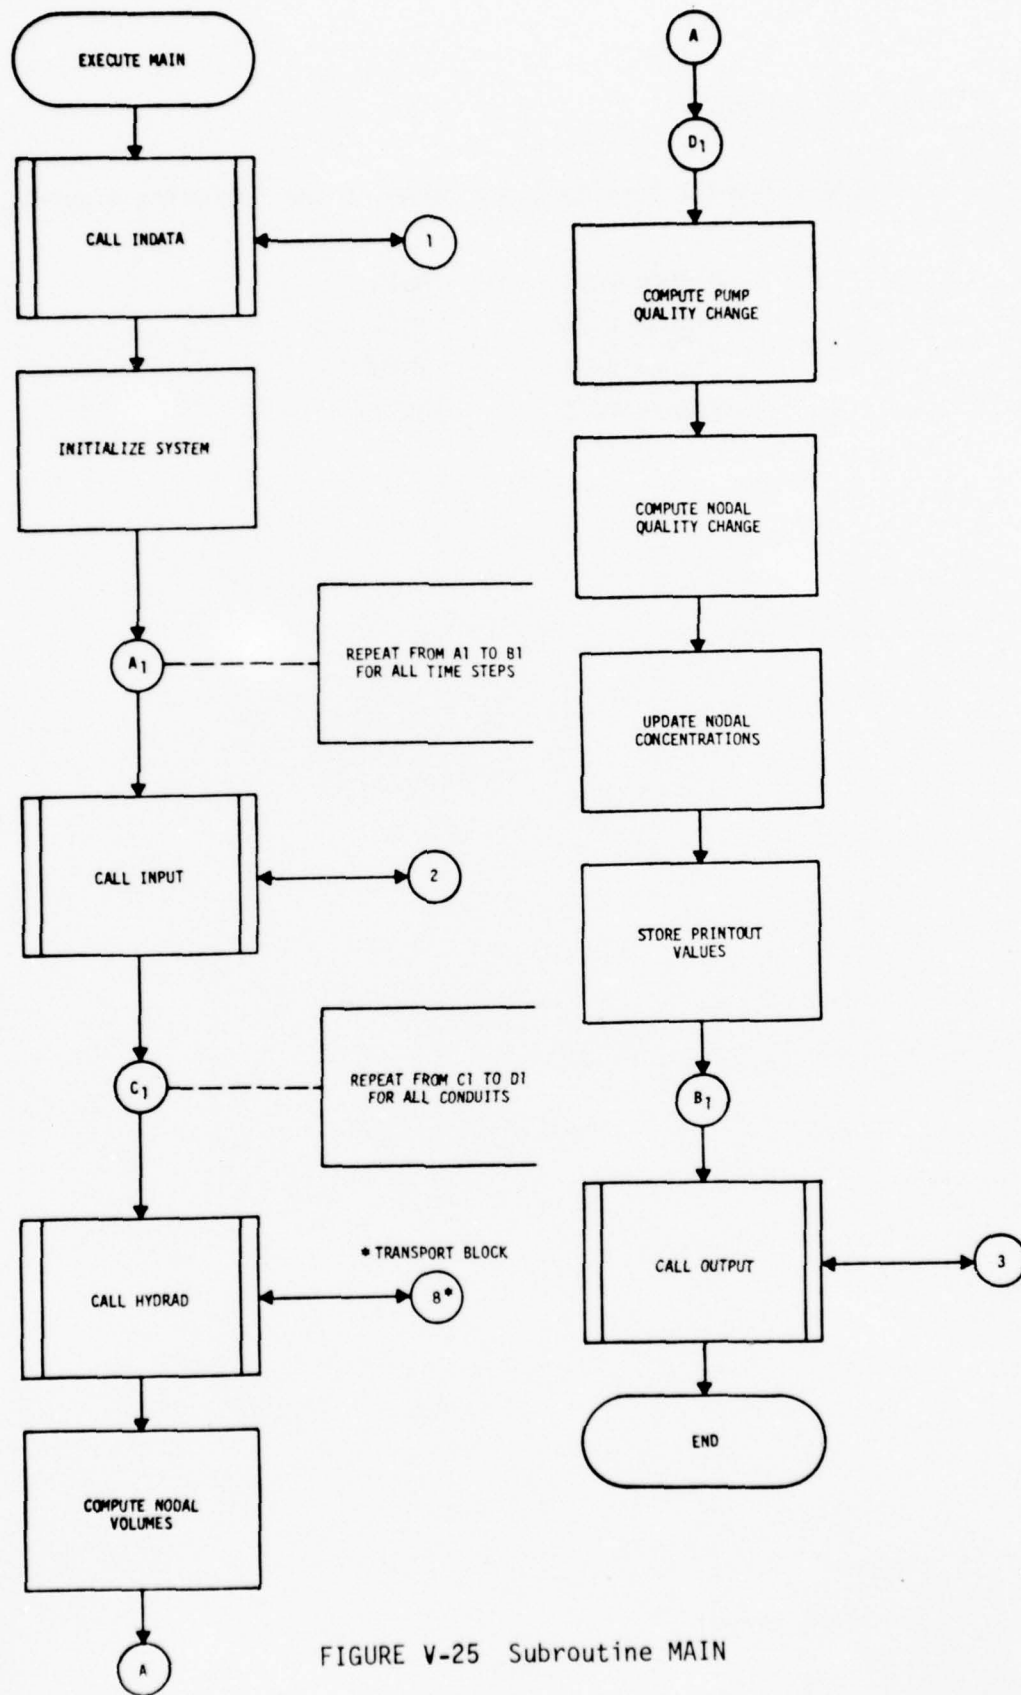 EXECUTE MAIN
CALL INDATA
1
INITIALIZE SYSTEM
A1
REPEAT FROM A1 TO B1
FOR ALL TIME STEPS
CALL INPUT
2
C1
REPEAT FROM C1 TO D1
FOR ALL CONDUITS
* TRANSPORT BLOCK
CALL HYDRAD
8*
COMPUTE NODAL
VOLUMES
A
A
D1
COMPUTE PUMP
QUALITY CHANGE
COMPUTE NODAL
QUALITY CHANGE
UPDATE NODAL
CONCENTRATIONS
STORE PRINTOUT
VALUES
B1
CALL OUTPUT
3
END
FIGURE V-25 Subroutine MAIN